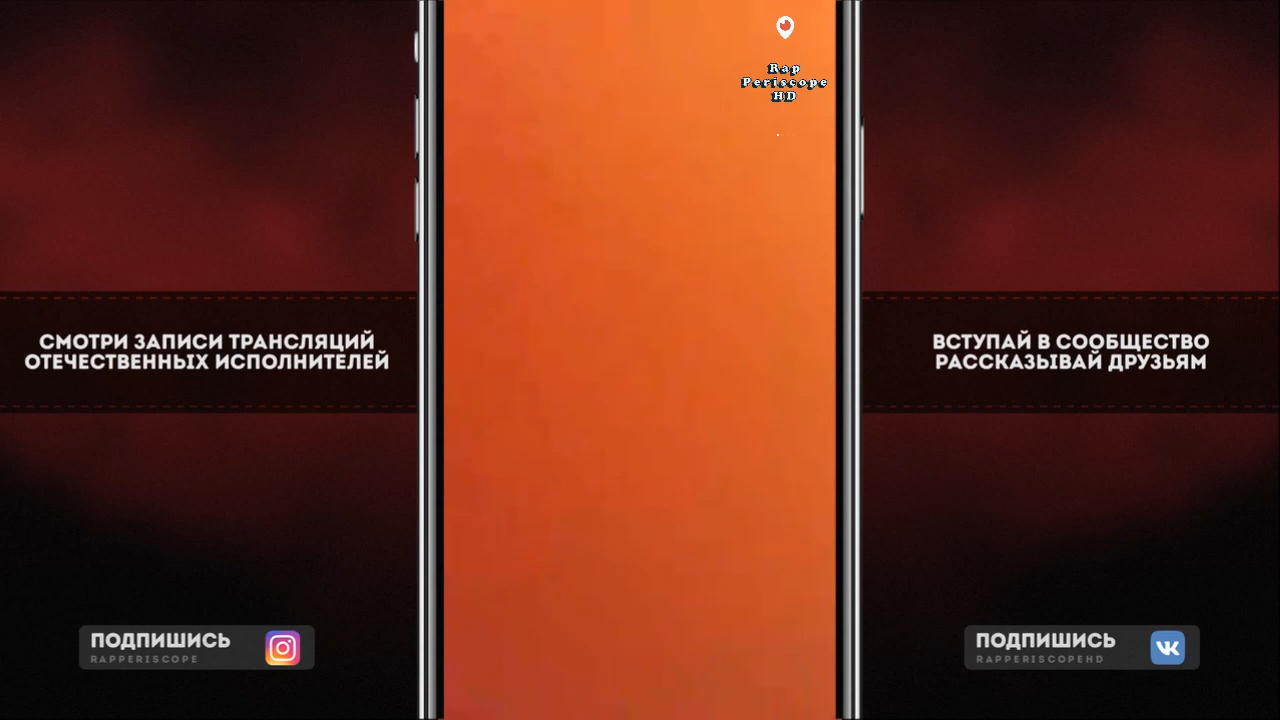 Rap
Periscope
HD
СМОТРИ ЗАПИСИ ТРАНСЛЯЦИЙ
ОТЕЧЕСТВЕННЫХ ИСПОЛНИТЕЛЕЙ
ВСТУПАЙ В СООБЩЕСТВО
РАССКАЗЫВАЙ ДРУЗЬЯМ
ПОДПИШИСЬ
RAPPERISCOPE
ПОДПИШИСЬ
RAPPERISCOPEHD